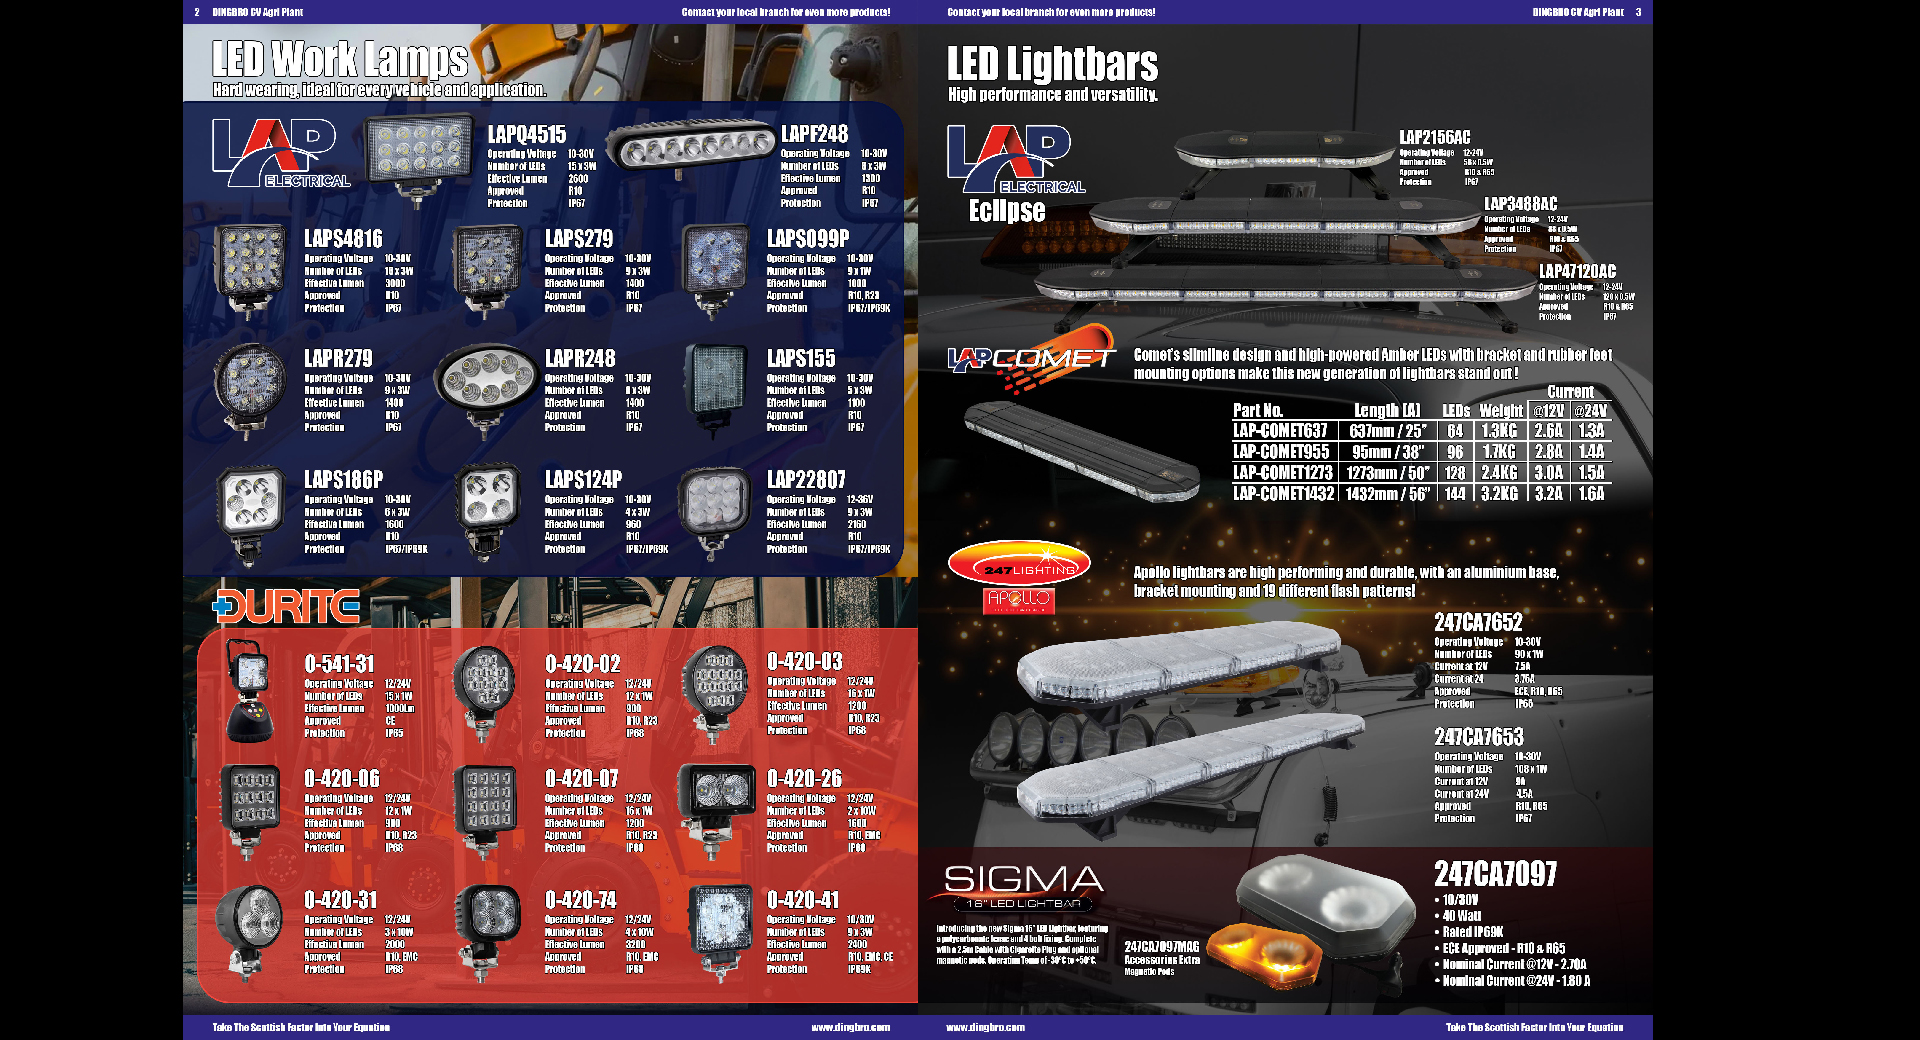 2 DINGBRO CV Agri Plant
Contact your local branch for even more products!
LED Work Lamps
Hard wearing, ideal for every vehicle and application.
LAP
ELECTRICAL
LAPQ4515
Operating Voltage 10-30V
Number of LEDs 15 x 3W
Effective Lumen 2600
Approved R10
Protection IP67
LAPF248
Operating Voltage 10-30V
Number of LEDs 8 x 3W
Effective Lumen 1300
Approved R10
Protection IP67
LAPS4816
Operating Voltage 10-30V
Number of LEDs 16 x 3W
Effective Lumen 3000
Approved R10
Protection IP67
LAPS279
Operating Voltage 10-30V
Number of LEDs 9 x 3W
Effective Lumen 1400
Approved R10
Protection IP67
LAPS099P
Operating Voltage 10-30V
Number of LEDs 9 x 1W
Effective Lumen 1000
Approved R10, R23
Protection IP67/IP69K
LAPR279
Operating Voltage 10-30V
Number of LEDs 9 x 3W
Effective Lumen 1400
Approved R10
Protection IP67
LAPR248
Operating Voltage 10-30V
Number of LEDs 8 x 3W
Effective Lumen 1400
Approved R10
Protection IP67
LAPS155
Operating Voltage 10-30V
Number of LEDs 5 x 3W
Effective Lumen 1100
Approved R10
Protection IP67
LAPS186P
Operating Voltage 10-30V
Number of LEDs 6 x 3W
Effective Lumen 1600
Approved R10
Protection IP67/IP69K
LAPS124P
Operating Voltage 10-30V
Number of LEDs 4 x 3W
Effective Lumen 960
Approved R10
Protection IP67/IP69K
LAP22807
Operating Voltage 12-36V
Number of LEDs 9 x 3W
Effective Lumen 2160
Approved R10
Protection IP67/IP69K
DURITE
0-541-31
Operating Voltage 12/24V
Number of LEDs 15 x 1W
Effective Lumen 1000Lm
Approved CE
Protection IP65
0-420-02
Operating Voltage 12/24V
Number of LEDs 12 x 1W
Effective Lumen 900
Approved R10, R23
Protection IP68
0-420-03
Operating Voltage 12/24V
Number of LEDs 16 x 1W
Effective Lumen 1200
Approved R10, R23
Protection IP68
0-420-06
Operating Voltage 12/24V
Number of LEDs 12 x 1W
Effective Lumen 900
Approved R10, R23
Protection IP68
0-420-07
Operating Voltage 12/24V
Number of LEDs 16 x 1W
Effective Lumen 1200
Approved R10, R23
Protection IP68
0-420-26
Operating Voltage 12/24V
Number of LEDs 2 x 10W
Effective Lumen 1600
Approved R10, EMC
Protection IP68
0-420-31
Operating Voltage 12/24V
Number of LEDs 3 x 10W
Effective Lumen 2000
Approved R10, EMC
Protection IP68
0-420-74
Operating Voltage 12/24V
Number of LEDs 4 x 10W
Effective Lumen 3200
Approved R10, EMC
Protection IP68
0-420-41
Operating Voltage 10/30V
Number of LEDs 9 x 3W
Effective Lumen 2400
Approved R10, EMC, CE
Protection IP69K
Take The Scottish Factor Into Your Equation
www.dingbro.com
Contact your local branch for even more products!
DINGBRO CV Agri Plant 3
LED Lightbars
High performance and versatility.
LAP
ELECTRICAL
Eclipse
LAP2156AC
Operating Voltage 12-24V
Number of LEDs 56 x 0.5W
Approved R10 & R65
Protection IP67
LAP3488AC
Operating Voltage 12-24V
Number of LEDs 88 x 0.5W
Approved R10 & R65
Protection IP67
LAP47120AC
Operating Voltage 12-24V
Number of LEDs 120 x 0.5W
Approved R10 & R65
Protection IP67
LAP COMET
Comet's slimline design and high-powered Amber LEDs with bracket and rubber feet
mounting options make this new generation of lightbars stand out!
Current
Part No. Length (A) LEDs Weight @12V @24V
LAP-COMET637 637mm / 25" 64 1.3KG 2.6A 1.3A
LAP-COMET955 95mm / 38" 96 1.7KG 2.8A 1.4A
LAP-COMET1273 1273mm / 50" 128 2.4KG 3.0A 1.5A
LAP-COMET1432 1432mm / 56" 144 3.2KG 3.2A 1.6A
247LIGHTING
APOLLO
Apollo lightbars are high performing and durable, with an aluminium base,
bracket mounting and 19 different flash patterns!
247CA7652
Operating Voltage 10-30V
Number of LEDs 90 x 1W
Current at 12V 7.5A
Current at 24 3.75A
Approved ECE, R10, R65
Protection IP66
247CA7653
Operating Voltage 10-30V
Number of LEDs 108 x 1W
Current at 12V 9A
Current at 24V 4.5A
Approved R10, R65
Protection IP67
SIGMA
16" LED LIGHTBAR
Introducing the new Sigma 16" LED Lightbar, featuring
a polycarbonate lense and 4 bolt fixing. Complete
with a 2.5m Cable with Cigarette Plug and optional
magnetic pods. Operation Temp of -30°C to +50°C.
247CA7097MAG
Accessories Extra
Magnetic Pods
247CA7097
• 10/30V
• 40 Watt
• Rated IP69K
• ECE Approved - R10 & R65
• Nominal Current @12V - 2.70A
• Nominal Current @24V - 1.80 A
www.dingbro.com
Take The Scottish Factor Into Your Equation